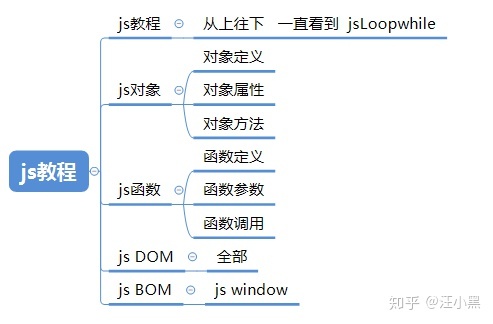 js教程
js教程
从上往下 一直看到 jsLoopwhile
js对象
对象定义
对象属性
对象方法
js函数
函数定义
函数参数
函数调用
js DOM
全部
js BOM
js window
知乎 @汪小黑